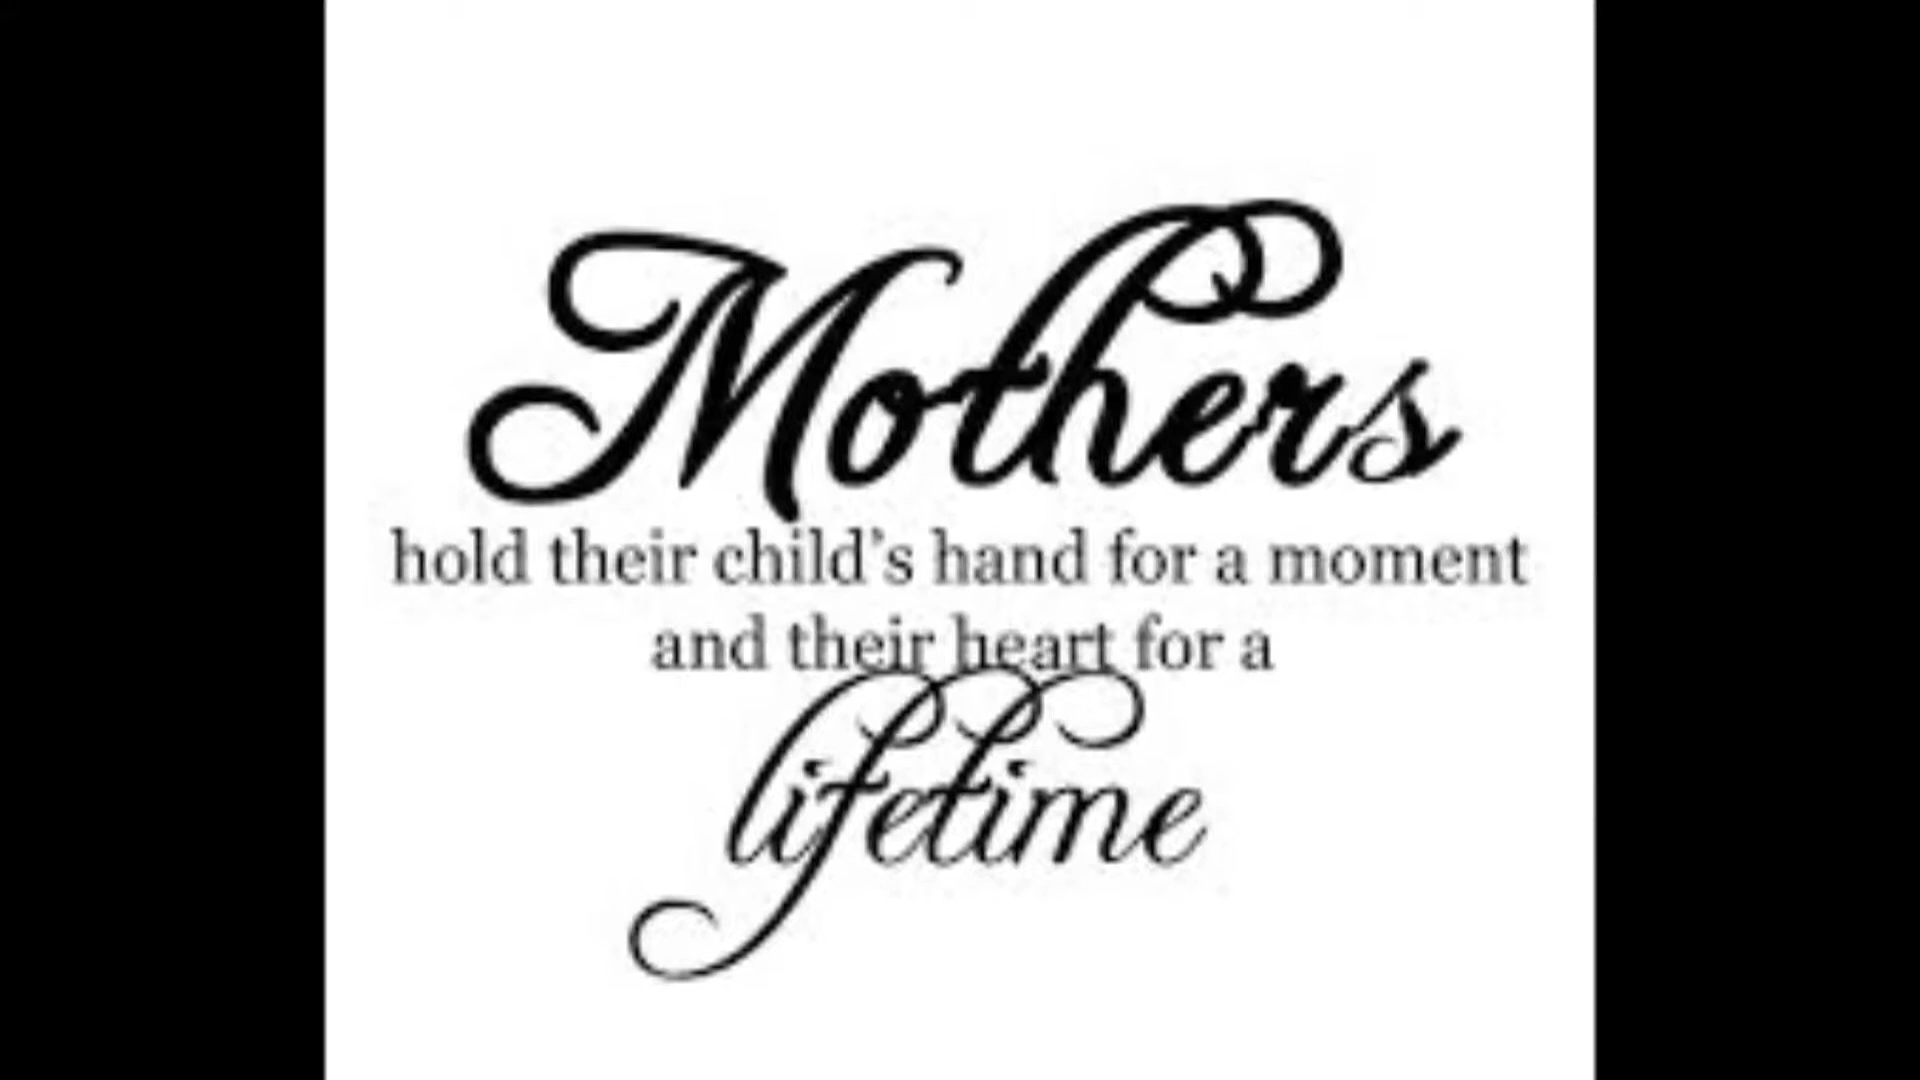 Mothers
hold their child’s hand for a moment
and their heart for a
lifetime